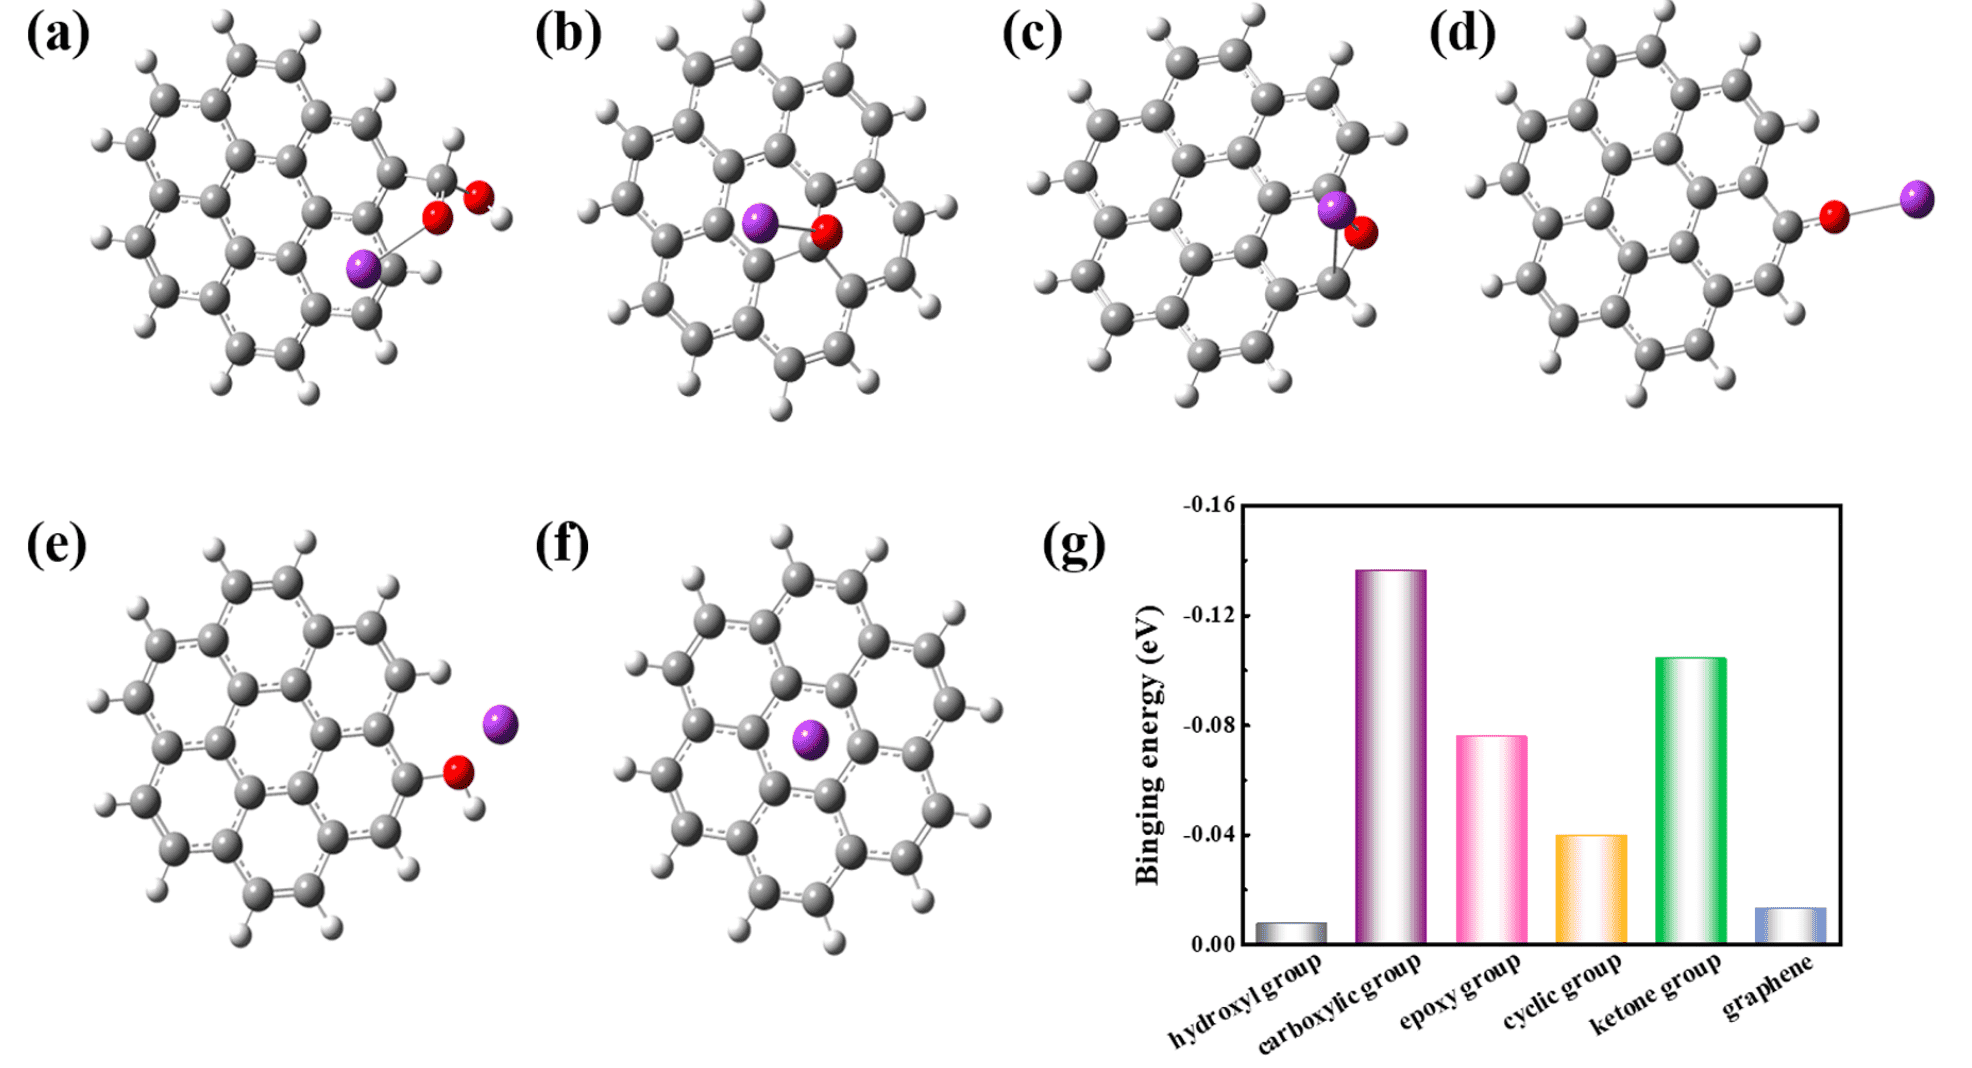 (a)
(b)
(c)
(d)
(e)
(f)
(g)
Binging energy (eV)
-0.16
-0.12
-0.08
-0.04
0.00
hydroxyl group
carboxylic group
epoxy group
cyclic group
ketone group
graphene